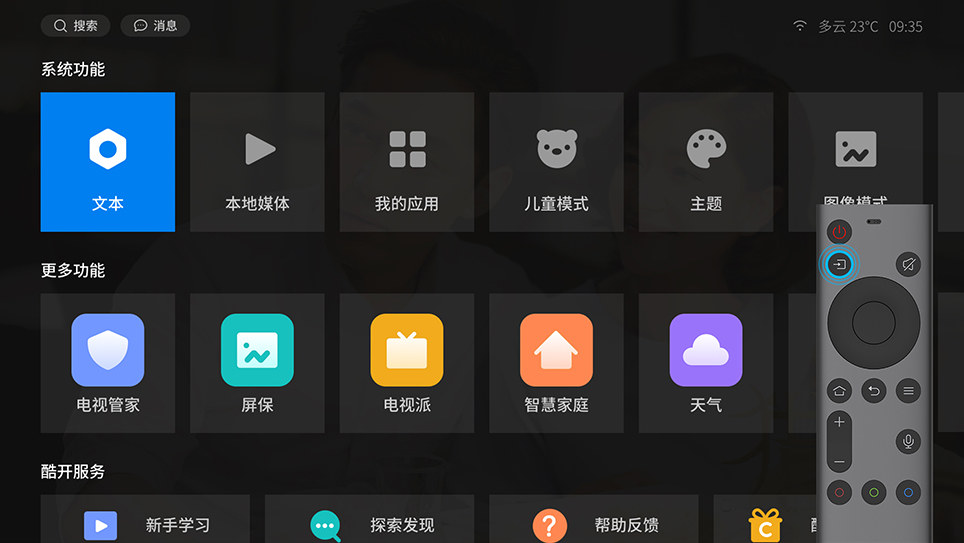 搜索 消息 多云 23°C 09:35
系统功能
文本 本地媒体 我的应用 儿童模式 主题 图像模式
更多功能
电视管家 屏保 电视派 智慧家庭 天气
酷开服务
新手学习 探索发现 帮助反馈